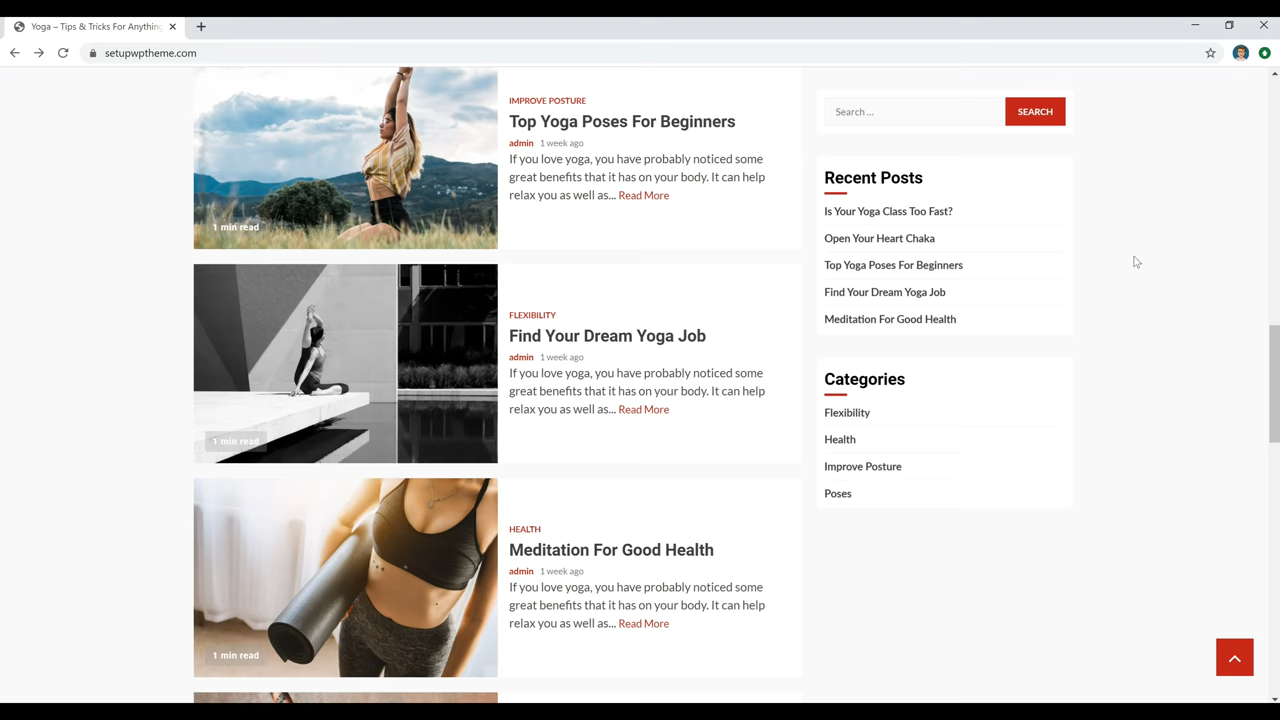 Yoga – Tips & Tricks For Anything
setupwptheme.com
IMPROVE POSTURE
Top Yoga Poses For Beginners
admin 1 week ago
If you love yoga, you have probably noticed some
great benefits that it has on your body. It can help
relax you as well as... Read More
1 min read
FLEXIBILITY
Find Your Dream Yoga Job
admin 1 week ago
If you love yoga, you have probably noticed some
great benefits that it has on your body. It can help
relax you as well as... Read More
1 min read
HEALTH
Meditation For Good Health
admin 1 week ago
If you love yoga, you have probably noticed some
great benefits that it has on your body. It can help
relax you as well as... Read More
1 min read
Search ...
SEARCH
Recent Posts
Is Your Yoga Class Too Fast?
Open Your Heart Chaka
Top Yoga Poses For Beginners
Find Your Dream Yoga Job
Meditation For Good Health
Categories
Flexibility
Health
Improve Posture
Poses